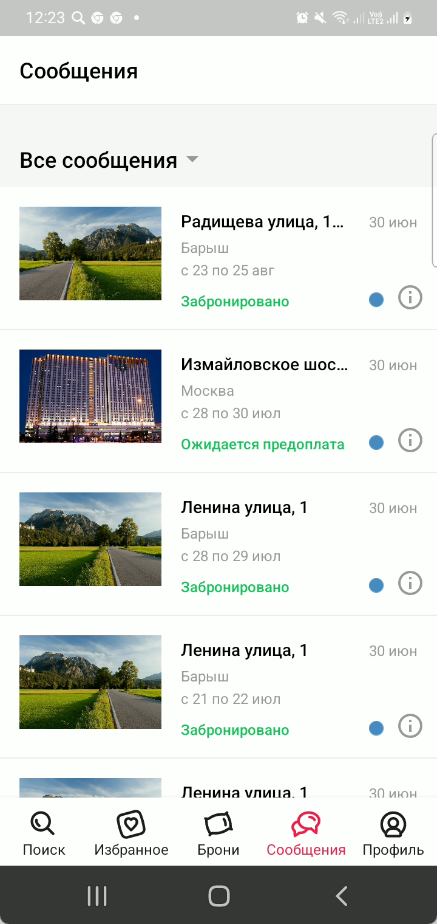 12:23 Vo) LTE2
Сообщения
Все сообщения
Радищева улица, 1...
30 июн
Барыш
с 23 по 25 авг
Забронировано
Измайловское шос...
30 июн
Москва
с 28 по 30 июл
Ожидается предоплата
Ленина улица, 1
30 июн
Барыш
с 28 по 29 июл
Забронировано
Ленина улица, 1
30 июн
Барыш
с 21 по 22 июл
Забронировано
Ленина улица, 1
30 июн
Поиск Избранное Брони Сообщения Профиль